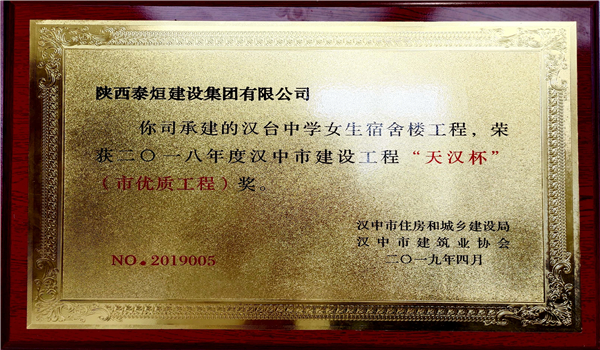 陕西泰烜建设集团有限公司
你司承建的汉台中学女生宿舍楼工程，荣
获二〇一八年度汉中市建设工程“天汉杯”
（市优质工程）奖。
汉中市住房和城乡建设局
汉中市建筑业协会
二〇一九年四月
NO.2019005